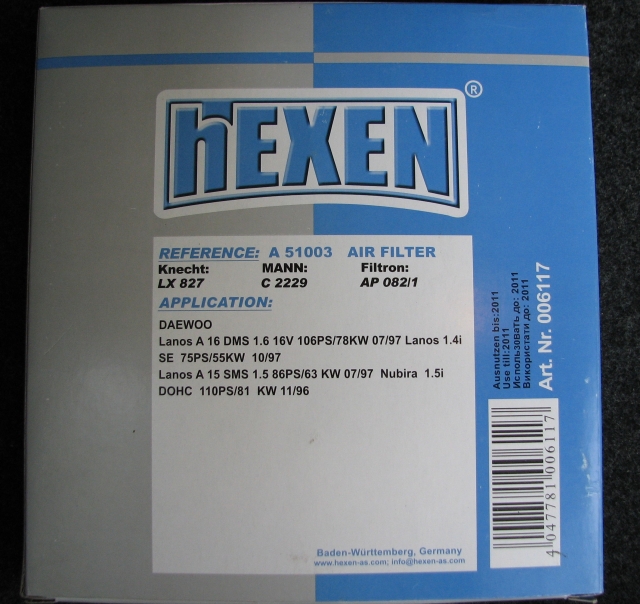 hEXEN®
REFERENCE: A 51003 AIR FILTER
Knecht: MANN: Filtron:
LX 827 C 2229 AP 082/1
APPLICATION:
DAEWOO
Lanos A 16 DMS 1.6 16V 106PS/78KW 07/97 Lanos 1.4i
SE 75PS/55KW 10/97
Lanos A 15 SMS 1.5 86PS/63 KW 07/97 Nubira 1.5i
DOHC 110PS/81 KW 11/96
Baden-Württemberg, Germany
www.hexen-as.com; info@hexen-as.com
Ausnutzen bis:2011
Use till:2011
Использовать до: 2011
Використати до: 2011
Art. Nr. 006117
4 047781 006117